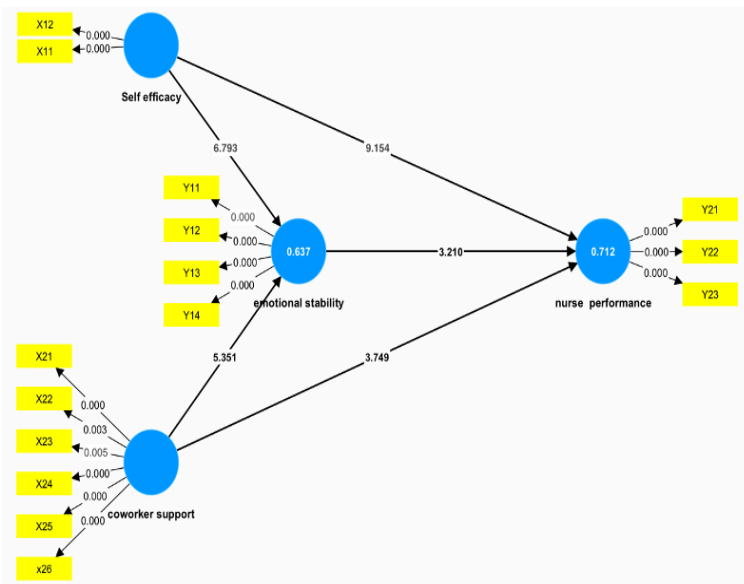 X12
0.000
X11
0.000
Self efficacy
6.793
9.154
Y11
0.000
Y12
0.000
Y13
0.000
Y14
0.000
0.637
emotional stability
3.210
0.712
nurse performance
Y21
0.000
Y22
0.000
Y23
0.000
5.351
3.749
X21
0.000
X22
0.003
X23
0.005
X24
0.000
X25
0.000
x26
0.000
coworker support